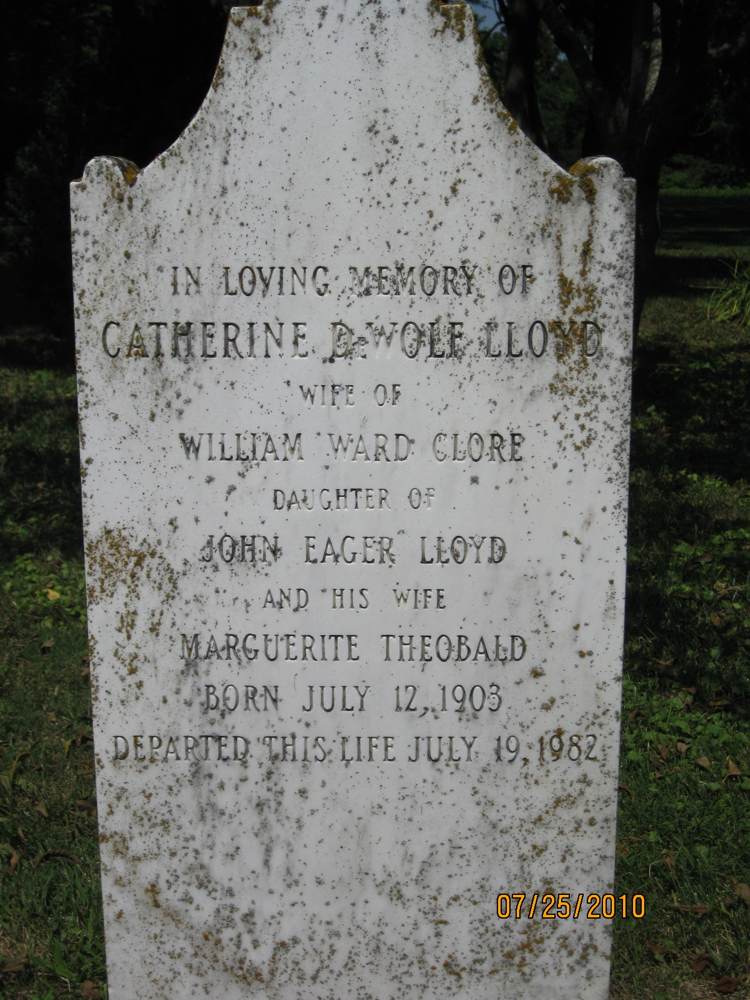 IN LOVING MEMORY OF
CATHERINE DeWOLF LLOYD
WIFE OF
WILLIAM WARD CLORE
DAUGHTER OF
JOHN EAGER LLOYD
AND HIS WIFE
MARGUERITE THEOBALD
BORN JULY 12, 1903
DEPARTED THIS LIFE JULY 19, 1982
07/25/2010